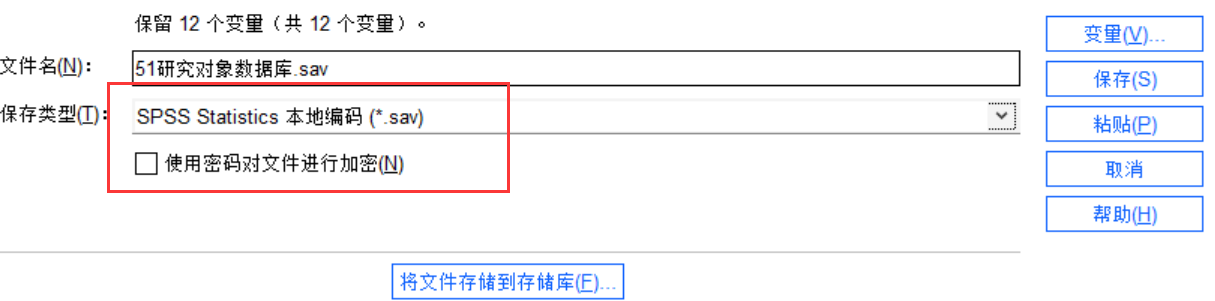 保留 12 个变量（共 12 个变量）。
变量(V)...
文件名(N)：
51研究对象数据库.sav
保存(S)
保存类型(T)：
SPSS Statistics 本地编码 (*.sav)
粘贴(P)
使用密码对文件进行加密(N)
取消
帮助(H)
将文件存储到存储库(F)...